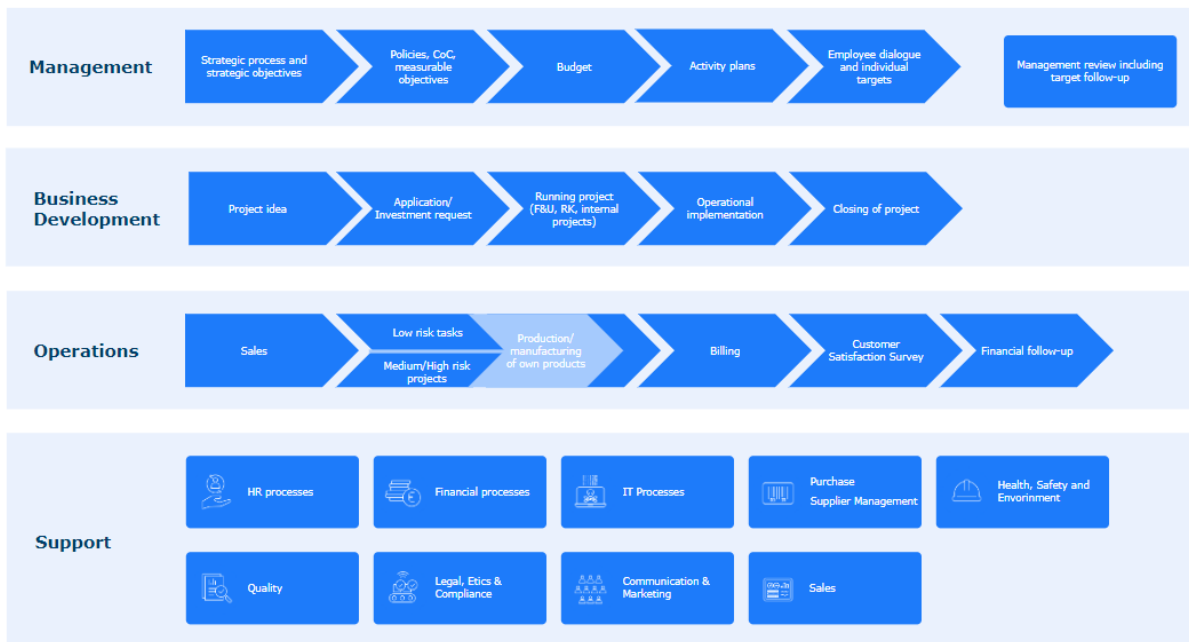 Management
Strategic process and
strategic objectives
Policies, CoC,
measurable
objectives
Budget
Activity plans
Employee dialogue
and individual
targets
Management review including
target follow-up
Business
Development
Project idea
Application/
Investment request
Running project
(F&U, RK, internal
projects)
Operational
implementation
Closing of project
Operations
Sales
Low risk tasks
Medium/High risk
projects
Production/
manufacturing
of own products
Billing
Customer
Satisfaction Survey
Financial follow-up
Support
HR processes
Financial processes
IT Processes
Purchase
Supplier Management
Health, Safety and
Envorinment
Quality
Legal, Etics &
Compliance
Communication &
Marketing
Sales